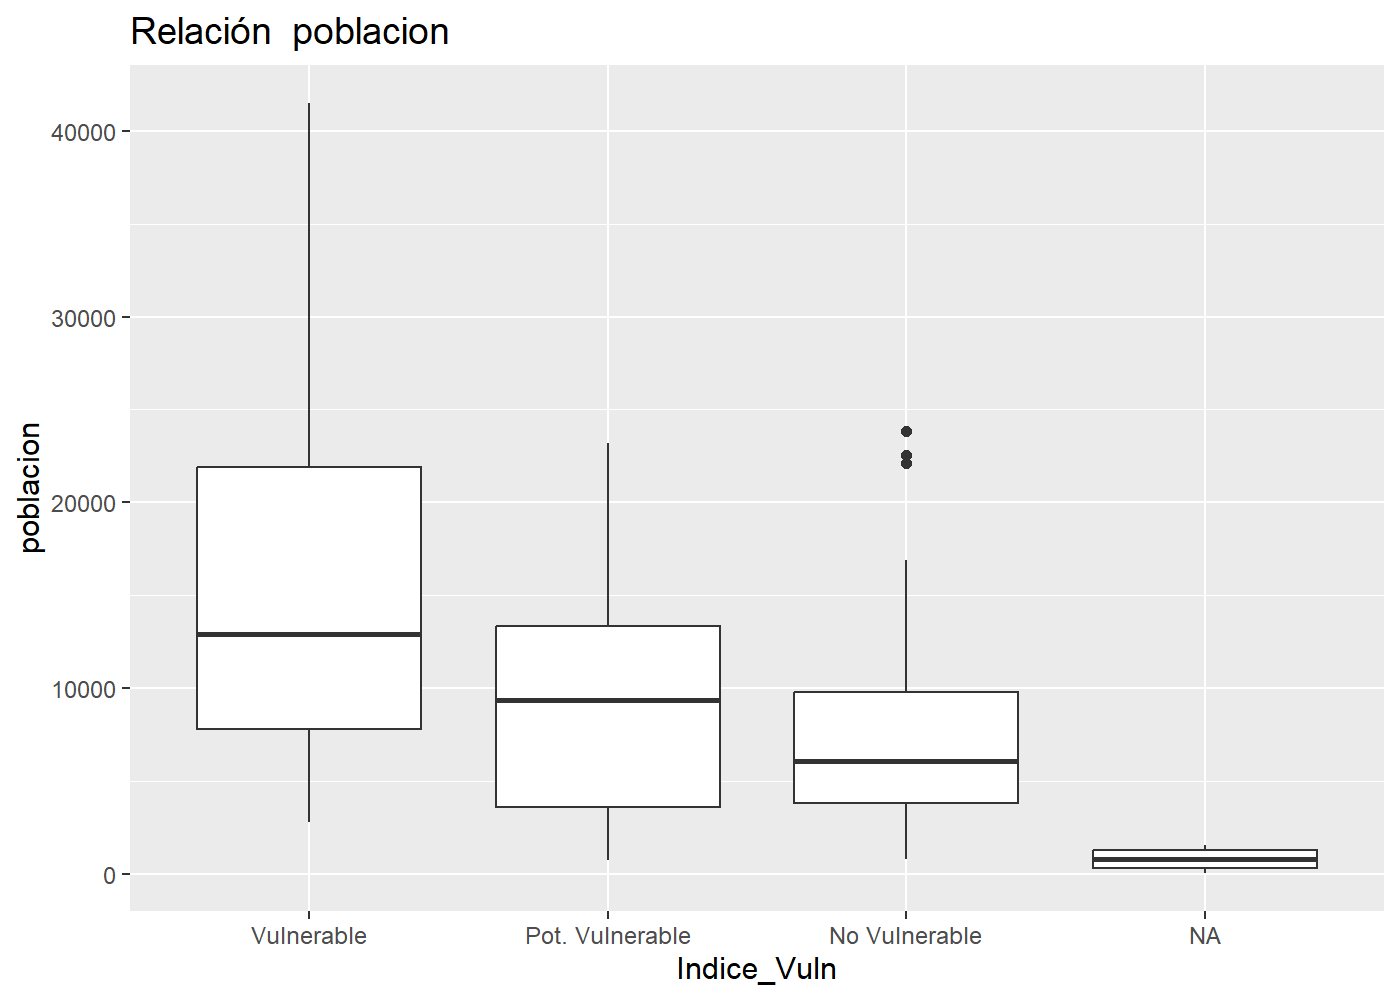 Relación  poblacion
poblacion
40000
30000
20000
10000
0
Vulnerable Pot. Vulnerable No Vulnerable NA
Indice_Vuln